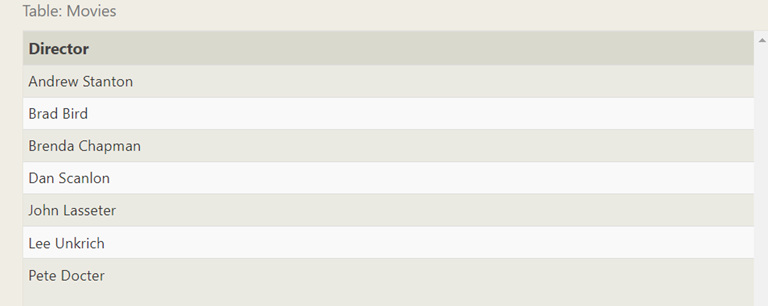 Table: Movies
Director
Andrew Stanton
Brad Bird
Brenda Chapman
Dan Scanlon
John Lasseter
Lee Unkrich
Pete Docter